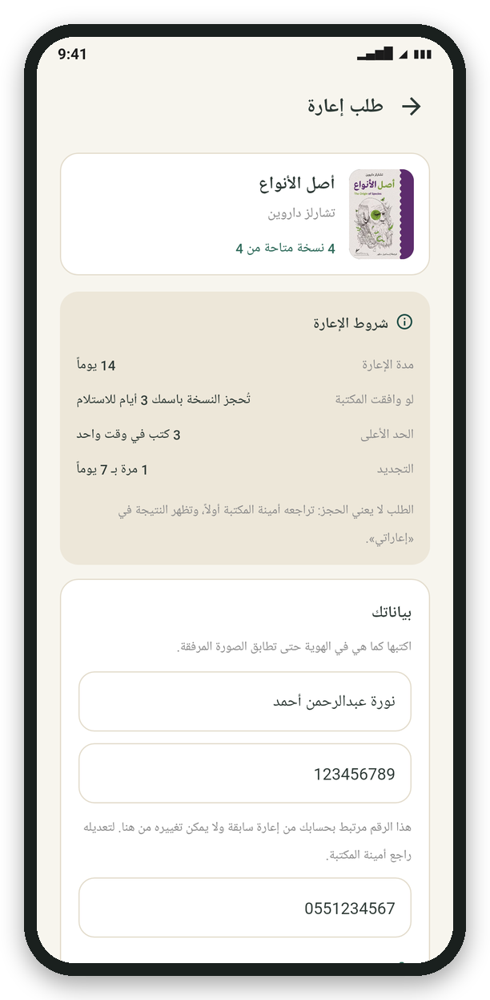 9:41
طلب إعارة
تشارلز داروين
أصل الأنواع
The Origin of Species
أصل الأنواع
تشارلز داروين
4 نسخة متاحة من 4
شروط الإعارة
مدة الإعارة 14 يوماً
لو وافقت المكتبة تُحجز النسخة باسمك 3 أيام للاستلام
الحد الأعلى 3 كتب في وقت واحد
التجديد 1 مرة بـ 7 يوماً
الطلب لا يعني الحجز: تراجعه أمينة المكتبة أولاً، وتظهر النتيجة في
«إعاراتي».
بياناتك
اكتبها كما هي في الهوية حتى تطابق الصورة المرفقة.
نورة عبدالرحمن أحمد
123456789
هذا الرقم مرتبط بحسابك من إعارة سابقة ولا يمكن تغييره من هنا. لتعديله
راجع أمينة المكتبة.
0551234567